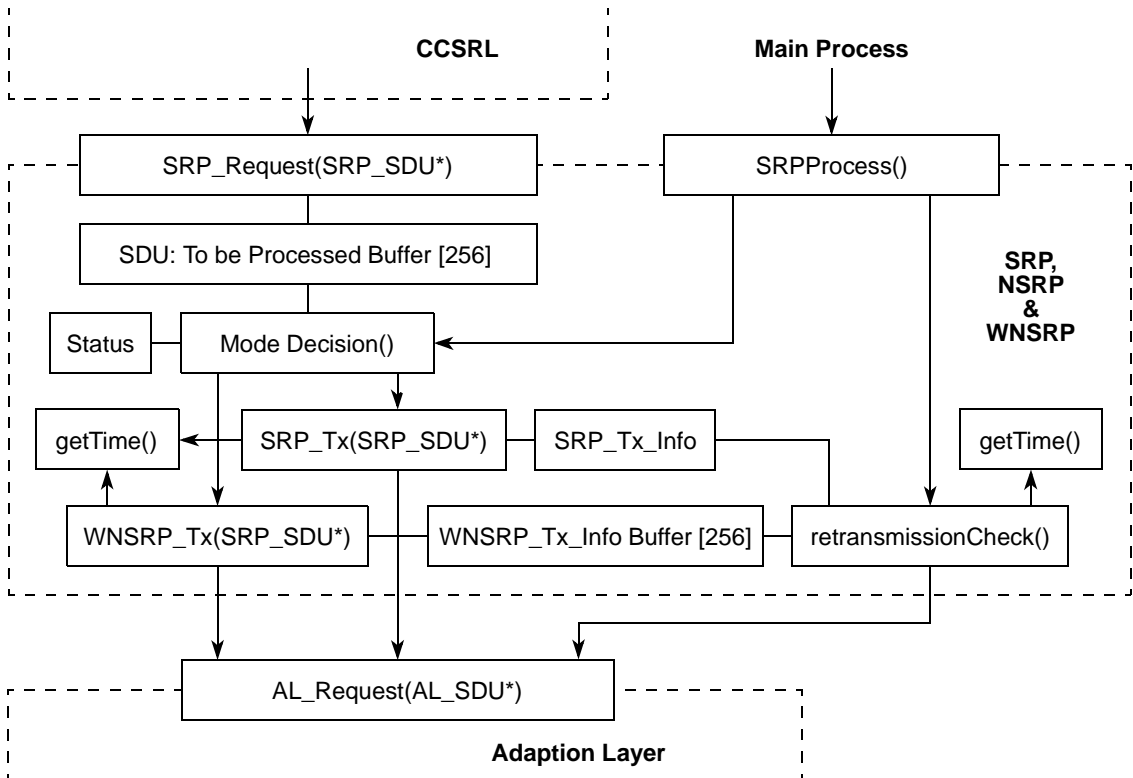 CCSRL
Main Process
SRP_Request(SRP_SDU*)
SRPProcess()
SDU: To be Processed Buffer [256]
SRP,
NSRP
&
WNSRP
Status
Mode Decision()
getTime()
SRP_Tx(SRP_SDU*)
SRP_Tx_Info
getTime()
WNSRP_Tx(SRP_SDU*)
WNSRP_Tx_Info Buffer [256]
retransmissionCheck()
AL_Request(AL_SDU*)
Adaption Layer